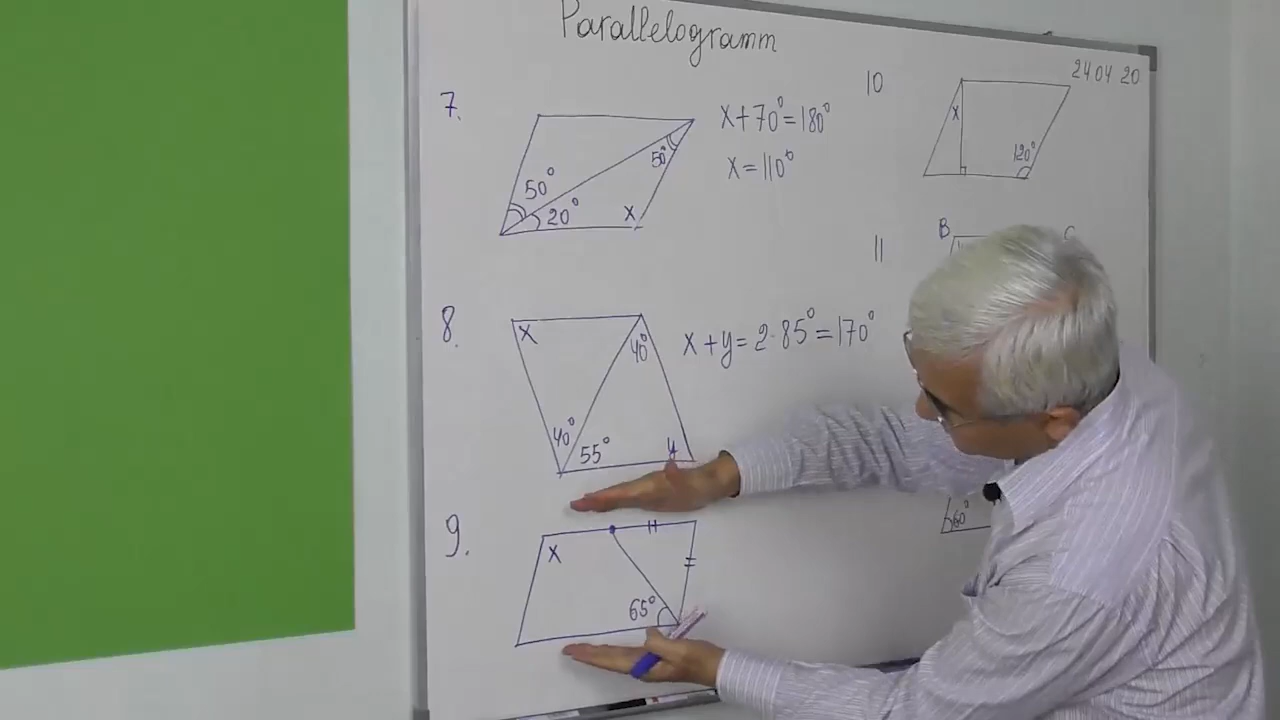 Parallelogramm
24 04 20
7.
50°
20°
50°
x
x+70°=180°
x=110°
8.
x
40°
40°
55°
y
x+y=2·85°=170°
9.
x
65°
10
x
120°
11
B
60°